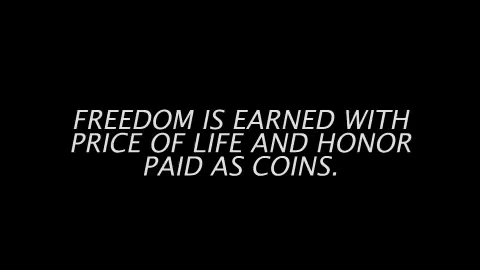 FREEDOM IS EARNED WITH
PRICE OF LIFE AND HONOR
PAID AS COINS.